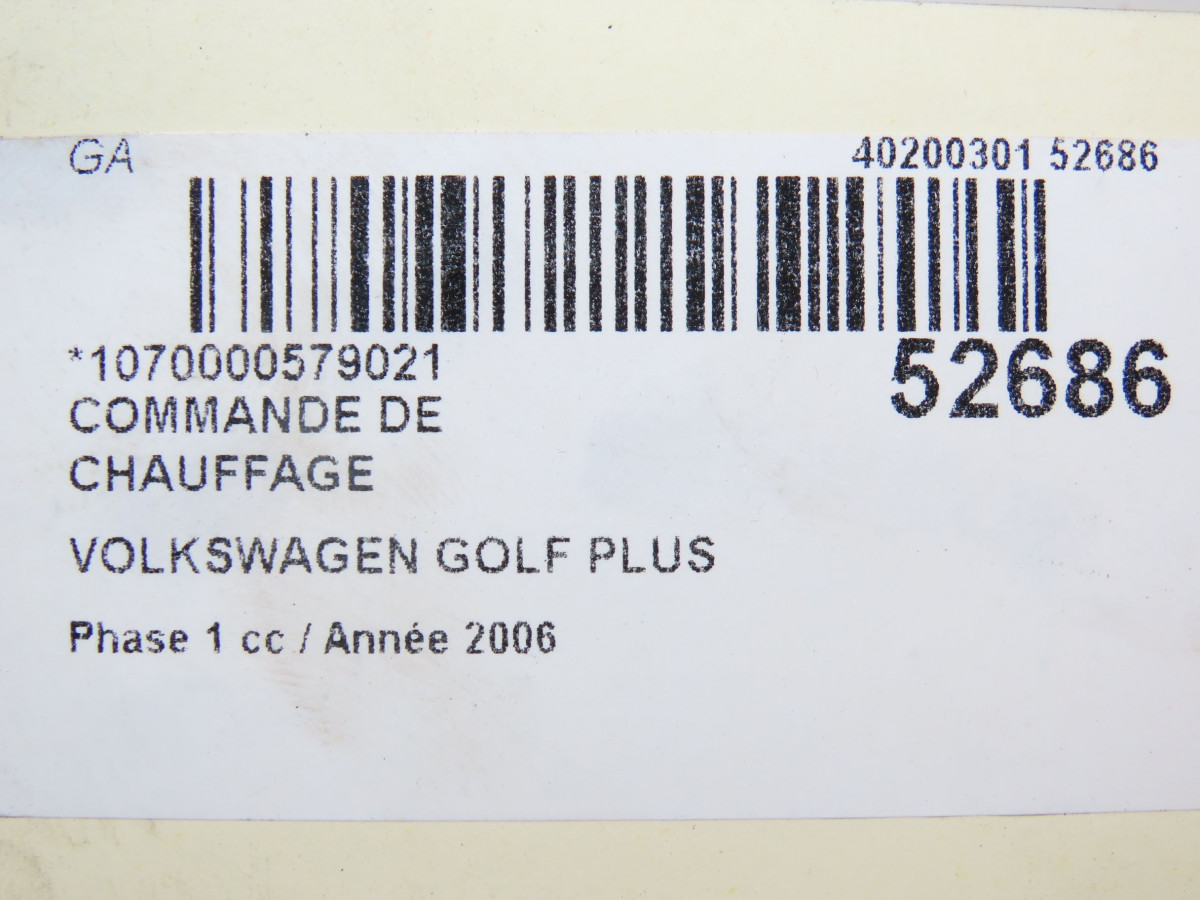 GA 40200301 52686
*1070000579021 52686
COMMANDE DE
CHAUFFAGE
VOLKSWAGEN GOLF PLUS
Phase 1 cc / Année 2006